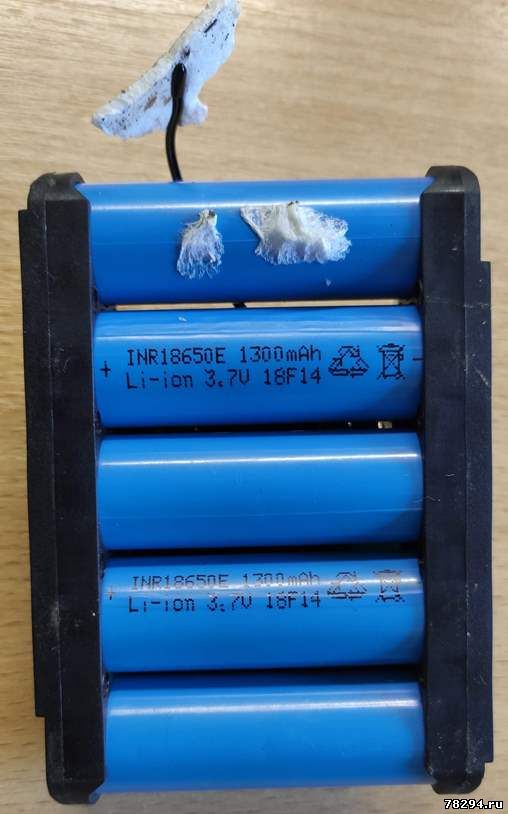 INR18650E 1300mAh
+ Li-ion 3.7V 18F14 -
INR18650E 1300mAh
+ Li-ion 3.7V 18F14
78294.ru